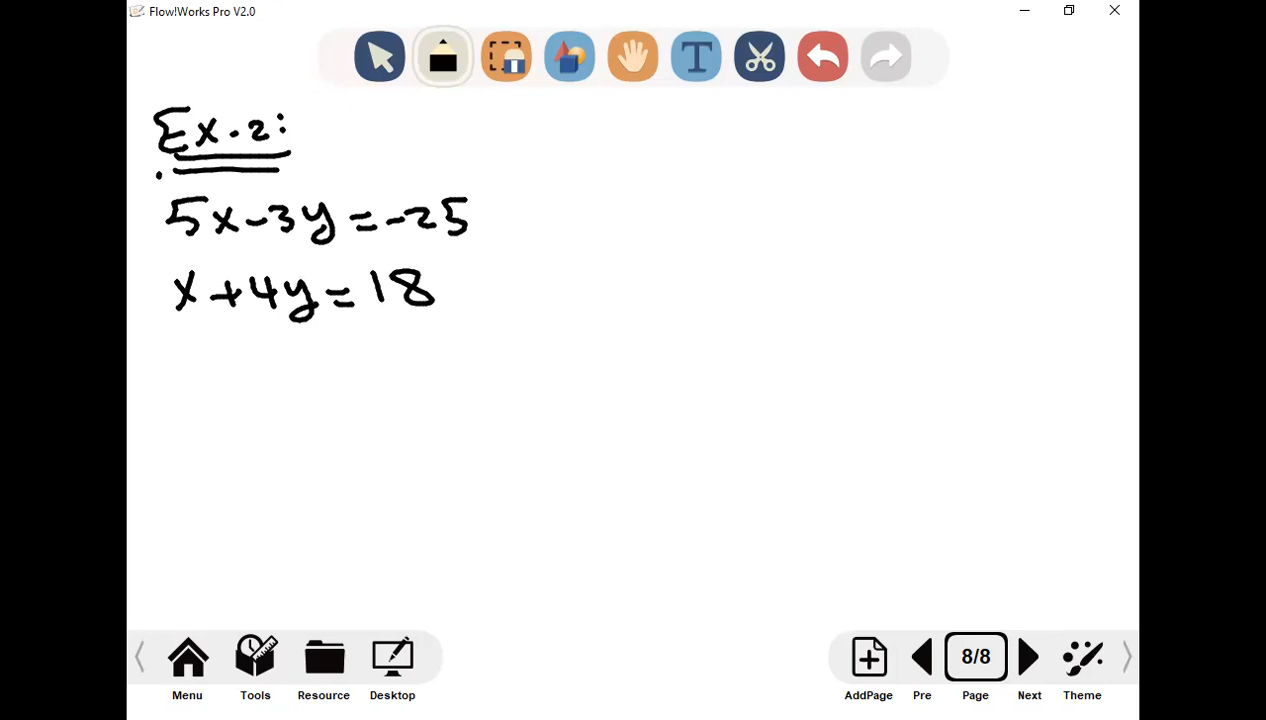 Flow!Works Pro V2.0
Ex.2:
5x-3y=-25
x+4y=18
Menu
Tools
Resource
Desktop
AddPage
Pre
8/8
Page
Next
Theme